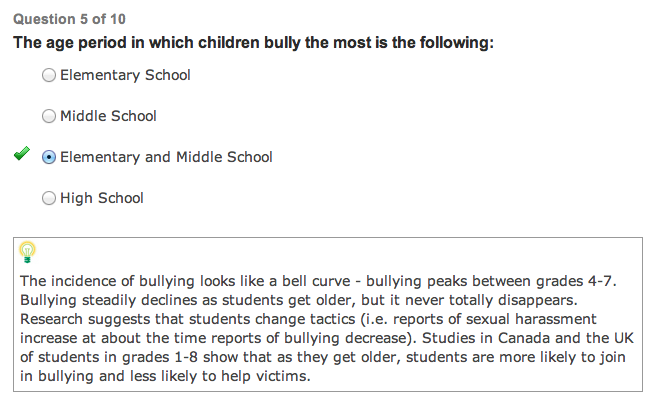 Question 5 of 10
The age period in which children bully the most is the following:
Elementary School
Middle School
Elementary and Middle School
High School
The incidence of bullying looks like a bell curve - bullying peaks between grades 4-7.
Bullying steadily declines as students get older, but it never totally disappears.
Research suggests that students change tactics (i.e. reports of sexual harassment
increase at about the time reports of bullying decrease). Studies in Canada and the UK
of students in grades 1-8 show that as they get older, students are more likely to join
in bullying and less likely to help victims.